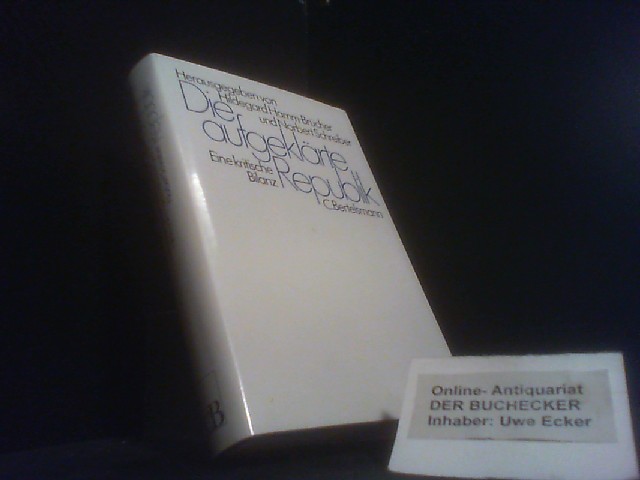 Herausgegeben von
Hildegard Hamm-Brücher
und Norbert Schreiber
Die
aufgeklärte
Republik
Eine kritische
Bilanz
C. Bertelsmann
B
Online- Antiquariat
DER BUCHECKER
Inhaber: Uwe Ecker